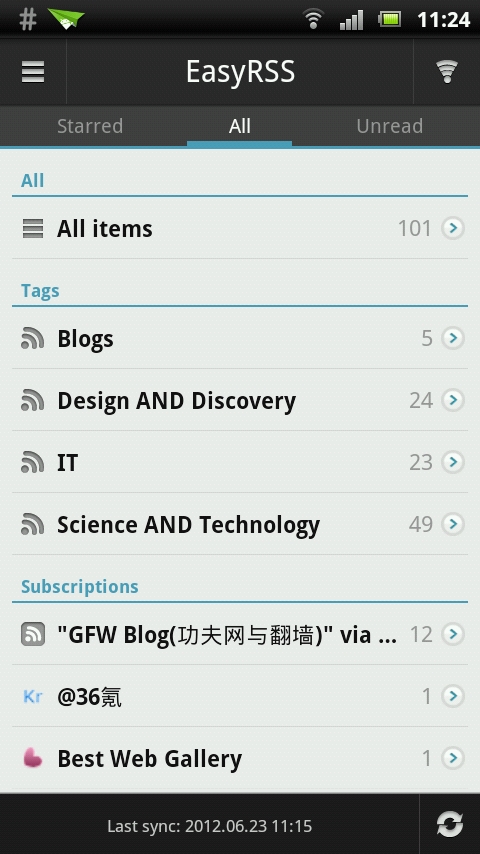 11:24
EasyRSS
Starred All Unread
All
All items 101
Tags
Blogs 5
Design AND Discovery 24
IT 23
Science AND Technology 49
Subscriptions
"GFW Blog(功夫网与翻墙)" via ... 12
Kr @36氪 1
Best Web Gallery 1
Last sync: 2012.06.23 11:15